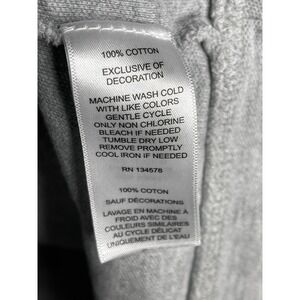 100% COTTON
EXCLUSIVE OF
DECORATION
MACHINE WASH COLD
WITH LIKE COLORS
GENTLE CYCLE
ONLY NON CHLORINE
BLEACH IF NEEDED
TUMBLE DRY LOW
REMOVE PROMPTLY
COOL IRON IF NEEDED
RN 134578
100% COTTON
SAUF DÉCORATIONS
LAVAGE EN MACHINE À
FROID AVEC DES
COULEURS SIMILAIRES
AU CYCLE DÉLICAT
UNIQUEMENT DE L'EAU